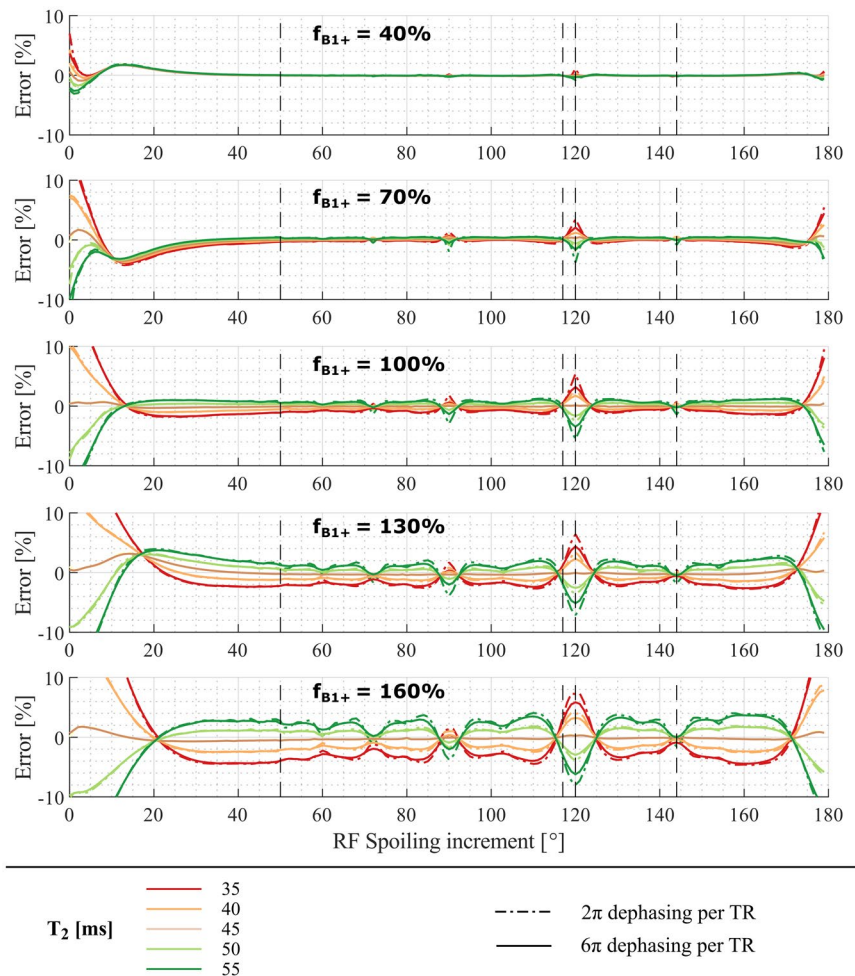 f_B1+ = 40%
Error [%]
10
0
-10
0 20 40 60 80 100 120 140 160 180
f_B1+ = 70%
Error [%]
10
0
-10
0 20 40 60 80 100 120 140 160 180
f_B1+ = 100%
Error [%]
10
0
-10
0 20 40 60 80 100 120 140 160 180
f_B1+ = 130%
Error [%]
10
0
-10
0 20 40 60 80 100 120 140 160 180
f_B1+ = 160%
Error [%]
10
0
-10
0 20 40 60 80 100 120 140 160 180
RF Spoiling increment [°]
T₂ [ms]
35
40
45
50
55
2π dephasing per TR
6π dephasing per TR